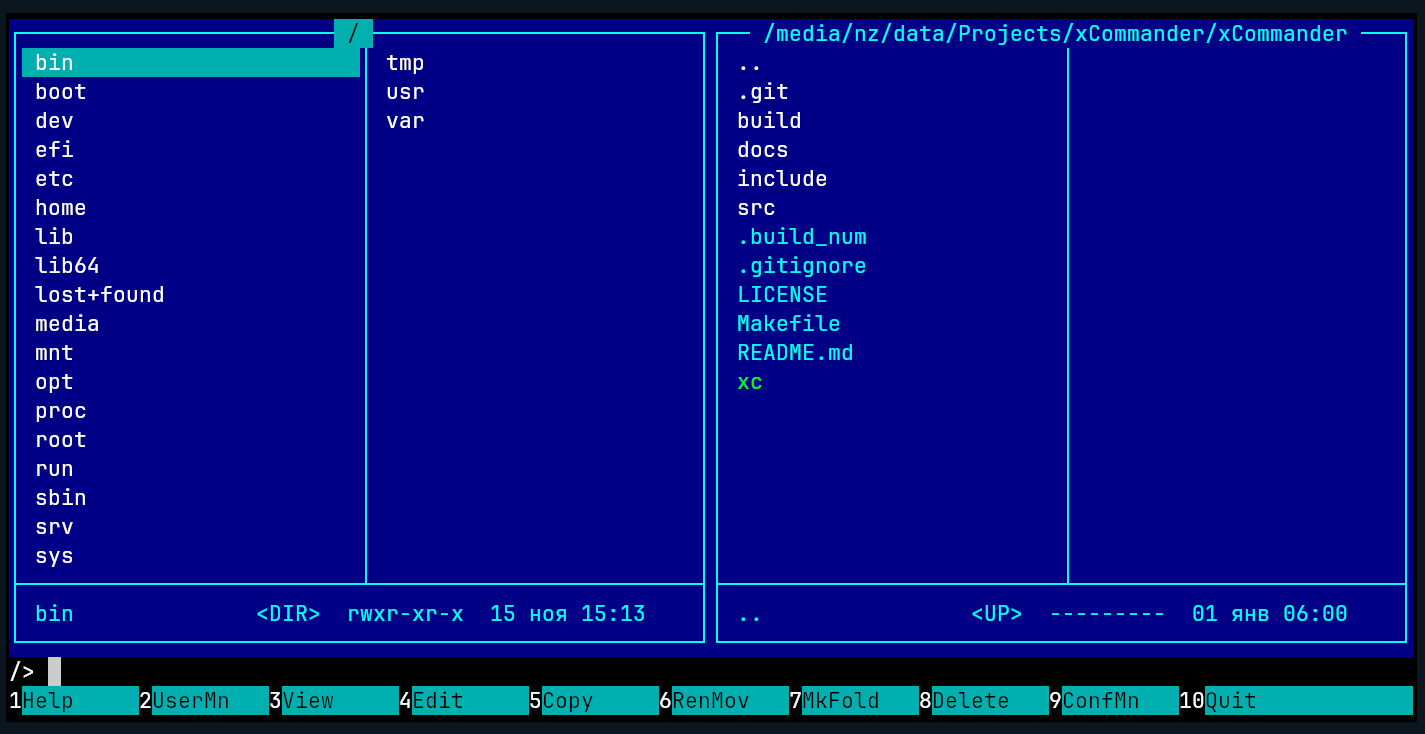 /
bin
boot
dev
efi
etc
home
lib
lib64
lost+found
media
mnt
opt
proc
root
run
sbin
srv
sys
tmp
usr
var
bin <DIR> rwxr-xr-x 15 ноя 15:13
/media/nz/data/Projects/xCommander/xCommander
..
.git
build
docs
include
src
.build_num
.gitignore
LICENSE
Makefile
README.md
xc
.. <UP> --------- 01 янв 06:00
/>
1Help 2UserMn 3View 4Edit 5Copy 6RenMov 7MkFold 8Delete 9ConfMn 10Quit